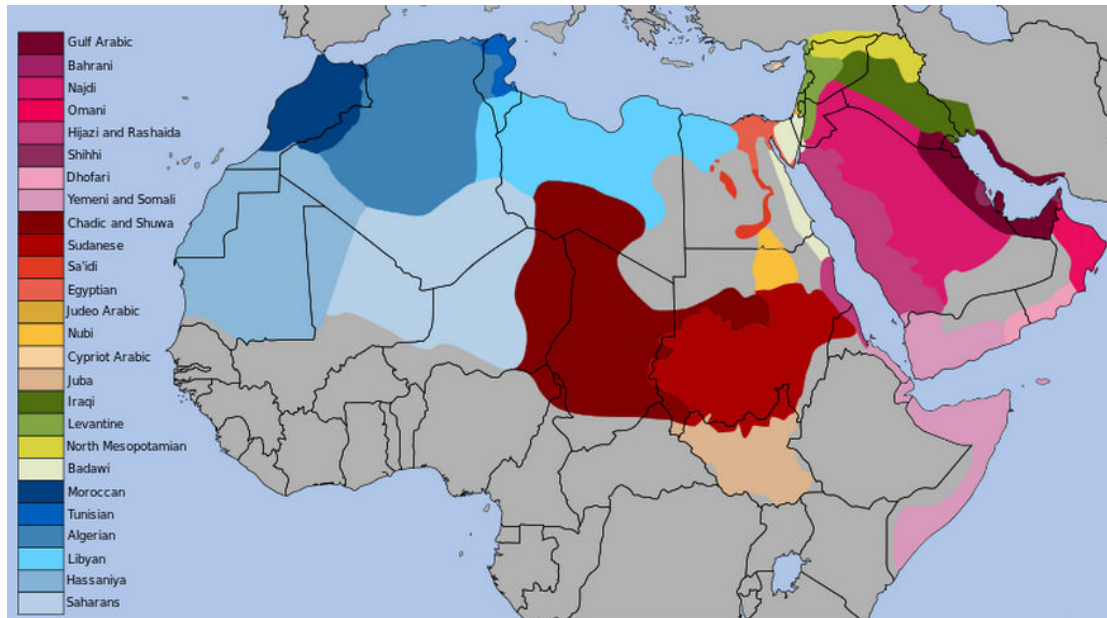 Gulf Arabic
Bahrani
Najdi
Omani
Hijazi and Rashaida
Shihhi
Dhofari
Yemeni and Somali
Chadic and Shuwa
Sudanese
Sa'idi
Egyptian
Judeo Arabic
Nubi
Cypriot Arabic
Juba
Iraqi
Levantine
North Mesopotamian
Badawi
Moroccan
Tunisian
Algerian
Libyan
Hassaniya
Saharans